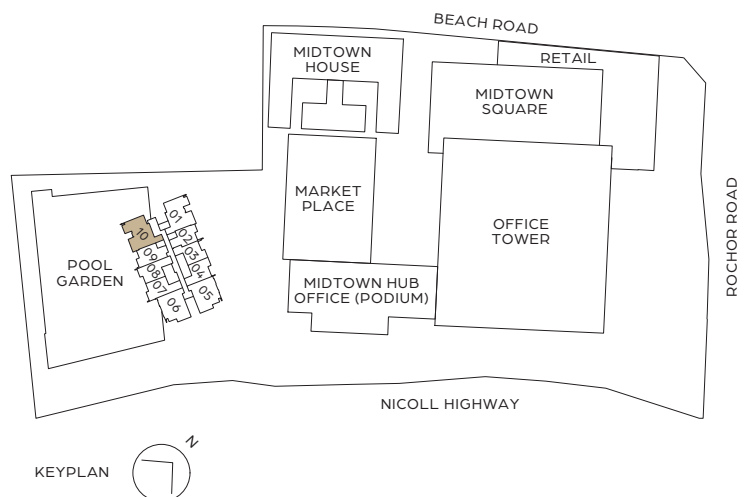 BEACH ROAD
MIDTOWN
HOUSE
RETAIL
MIDTOWN
SQUARE
MARKET
PLACE
OFFICE
TOWER
ROCHOR ROAD
POOL
GARDEN
10
09
08
07
06
01
02
03
04
05
MIDTOWN HUB
OFFICE (PODIUM)
NICOLL HIGHWAY
N
KEYPLAN